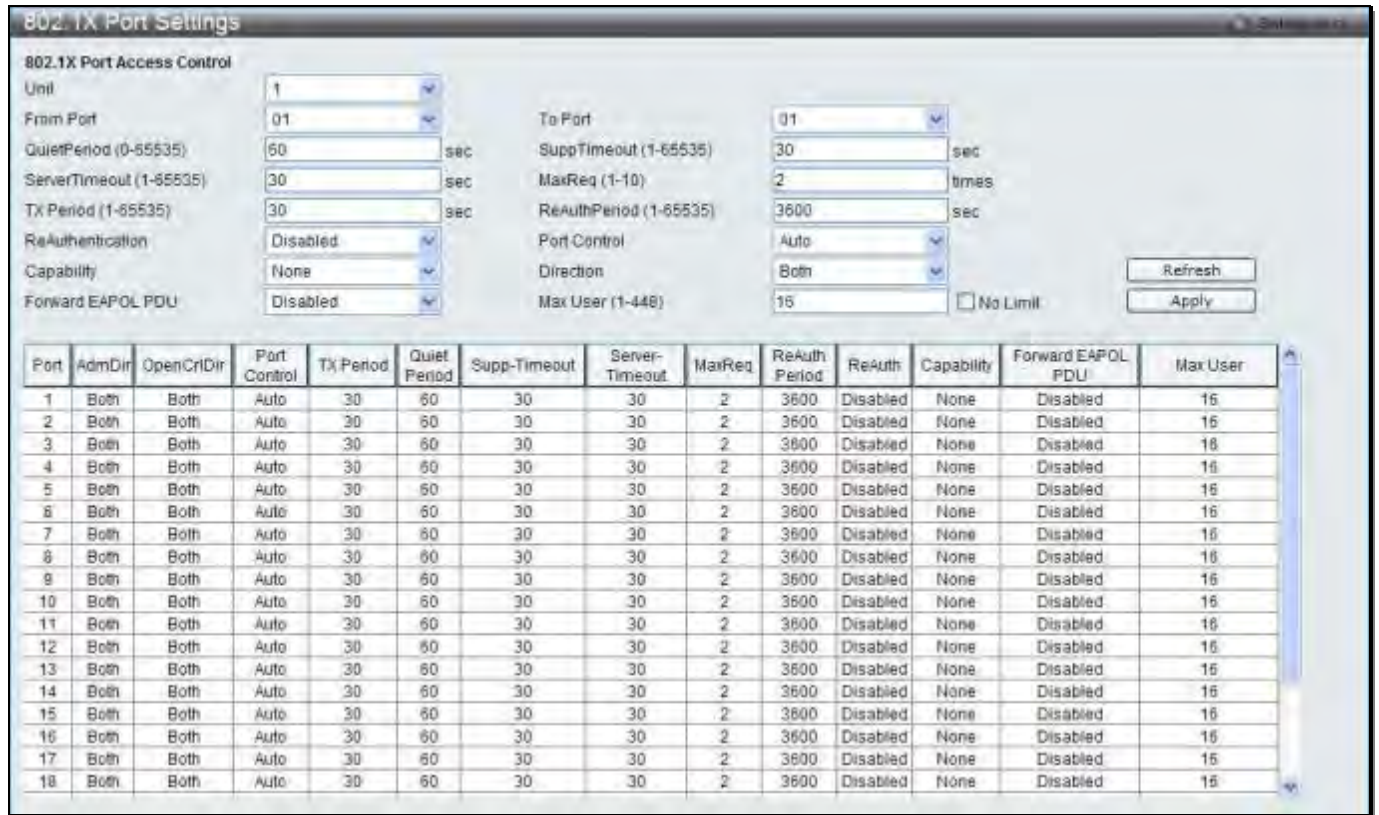 802.1X Port Settings
802.1X Port Access Control
Unit 1
From Port 01 To Port 01
QuietPeriod (0-65535) 60 sec SuppTimeout (1-65535) 30 sec
ServerTimeout (1-65535) 30 sec MaxReq (1-10) 2 times
TX Period (1-65535) 30 sec ReAuthPeriod (1-65535) 3600 sec
ReAuthentication Disabled Port Control Auto
Capability None Direction Both Refresh
Forward EAPOL PDU Disabled Max User (1-448) 16 No Limit Apply
Port AdmDir OpenCrlDir Port Control TX Period Quiet Period Supp-Timeout Server-Timeout MaxReq ReAuth Period ReAuth Capability Forward EAPOL PDU Max User
1 Both Both Auto 30 60 30 30 2 3600 Disabled None Disabled 16
2 Both Both Auto 30 60 30 30 2 3600 Disabled None Disabled 16
3 Both Both Auto 30 60 30 30 2 3600 Disabled None Disabled 16
4 Both Both Auto 30 60 30 30 2 3600 Disabled None Disabled 16
5 Both Both Auto 30 60 30 30 2 3600 Disabled None Disabled 16
6 Both Both Auto 30 60 30 30 2 3600 Disabled None Disabled 16
7 Both Both Auto 30 60 30 30 2 3600 Disabled None Disabled 16
8 Both Both Auto 30 60 30 30 2 3600 Disabled None Disabled 16
9 Both Both Auto 30 60 30 30 2 3600 Disabled None Disabled 16
10 Both Both Auto 30 60 30 30 2 3600 Disabled None Disabled 16
11 Both Both Auto 30 60 30 30 2 3600 Disabled None Disabled 16
12 Both Both Auto 30 60 30 30 2 3600 Disabled None Disabled 16
13 Both Both Auto 30 60 30 30 2 3600 Disabled None Disabled 16
14 Both Both Auto 30 60 30 30 2 3600 Disabled None Disabled 16
15 Both Both Auto 30 60 30 30 2 3600 Disabled None Disabled 16
16 Both Both Auto 30 60 30 30 2 3600 Disabled None Disabled 16
17 Both Both Auto 30 60 30 30 2 3600 Disabled None Disabled 16
18 Both Both Auto 30 60 30 30 2 3600 Disabled None Disabled 16